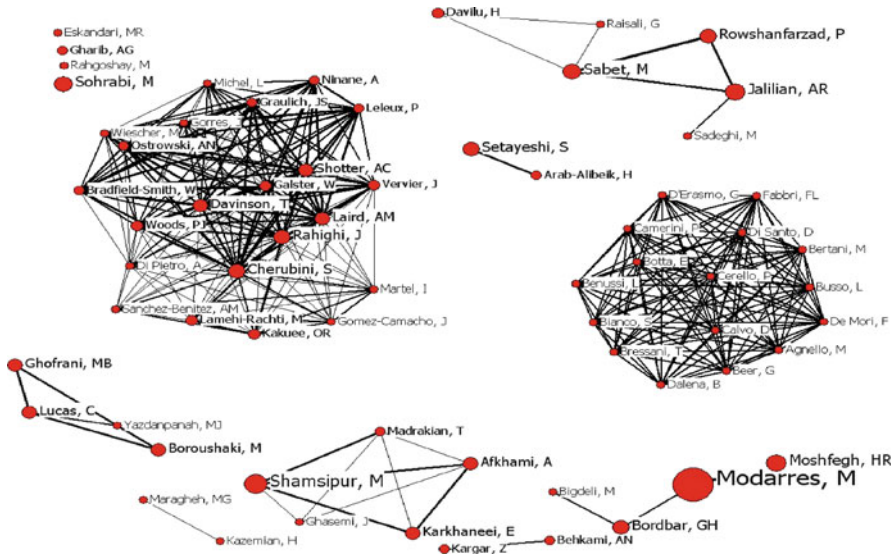 Eskandari, MR
Gharib, AG
Rahgoshay, M
Sohrabi, M
Michel, L
Ninane, A
Graulich, JS
Leleux, P
Gorres, J
Wiescher, M
Ostrowski, AN
Shotter, AC
Galster, W
Vervier, J
Bradfield-Smith, W
Davinson, T
Laird, AM
Woods, PJ
Rahighi, J
Di Pietro, A
Cherubini, S
Martel, I
Sanchez-Benitez, AM
Lamehi-Rachti, M
Gomez-Camacho, J
Kakuee, OR
Davilu, H
Raisali, G
Rowshanfarzad, P
Sabet, M
Jalilian, AR
Sadeghi, M
Setayeshi, S
Arab-Alibeik, H
D'Erasmo, G
Fabbri, FL
Camerini, P
Di Santo, D
Bertani, M
Botta, E
Cerello, P
Benussi, L
Busso, L
Bianco, S
Calvo, D
De Mori, F
Bressani, T
Agnello, M
Beer, G
Dalena, B
Ghofrani, MB
Lucas, C
Yazdanpanah, MJ
Boroushaki, M
Madrakian, T
Shamsipur, M
Afkhami, A
Maragheh, MG
Ghasemi, J
Kazemian, H
Karkhaneei, E
Kargar, Z
Behkami, AN
Bigdeli, M
Bordbar, GH
Modarres, M
Moshfegh, HR